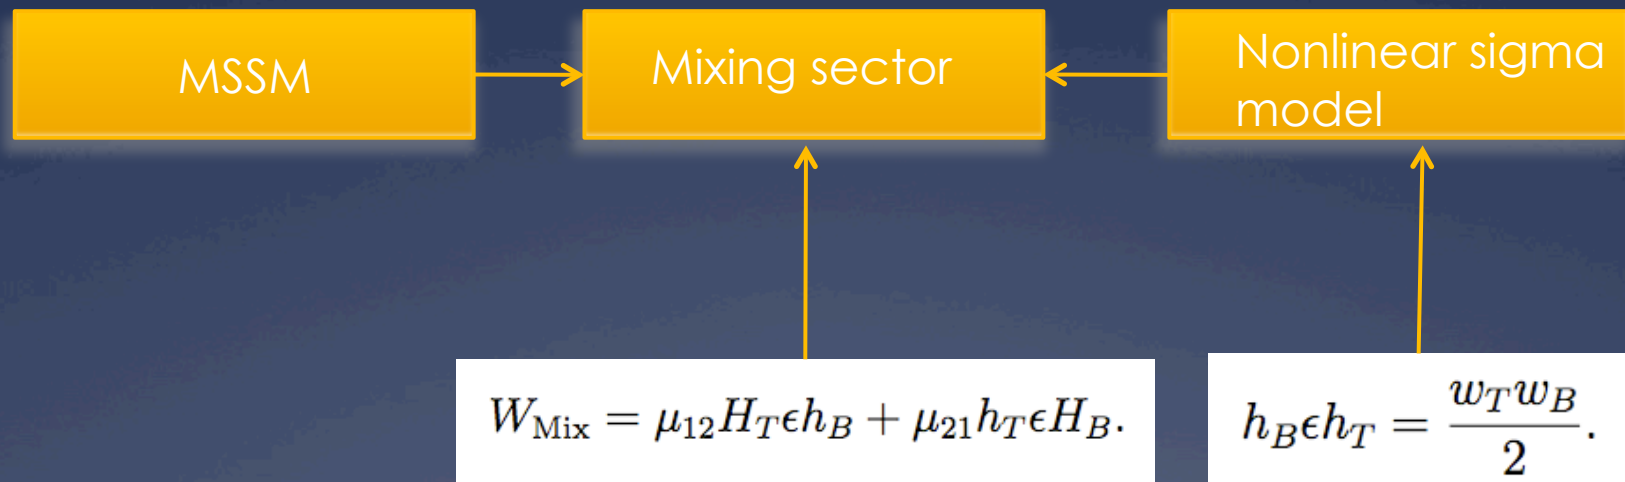 MSSM
Mixing sector
Nonlinear sigma
model
W_Mix = μ_12 H_T ϵ h_B + μ_21 h_T ϵ H_B.
h_B ϵ h_T = w_T w_B / 2.